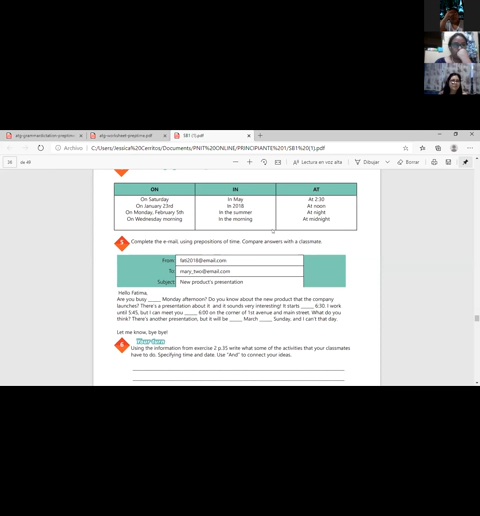 atg-grammarnotation-preptime
atg-worksheet-preptime.pdf
SB1 (1).pdf
Archivo
C:/Users/Jessica%20Cerritos/Documents/PNIT%20ONLINE/PRINCIPIANTE%201/SB1%20(1).pdf
de 46
Lectura en voz alta
Dibujar
Borrar
ON IN AT
On Saturday In May At 2:30
On January 23rd In 2018 At noon
On Monday, February 5th In the summer At night
On Wednesday morning In the morning At midnight
5 Complete the e-mail, using prepositions of time. Compare answers with a classmate.
From fati2018@email.com
To mary_two@email.com
Subject New product's presentation
Hello Fatima,
Are you busy _____ Monday afternoon? Do you know about the new product that the company
launches? There's a presentation about it and it sounds very interesting! It starts _____ 6:30. I work
until 5:45, but I can meet you _____ 6:00 on the corner of 1st avenue and main street. What do you
think? There's another presentation, but it will be _____ March _____ Sunday, and I can't that day.
Let me know, bye bye!
6 Your turn
Using the information from exercise 2 p.35 write what some of the activities that your classmates
have to do. Specifying time and date. Use "And" to connect your ideas.